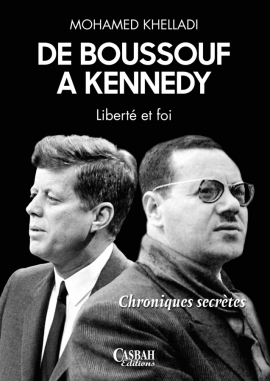 MOHAMED KHELLADI
DE BOUSSOUF
A KENNEDY
Liberté et foi
Chroniques secrètes
CASBAH
Editions